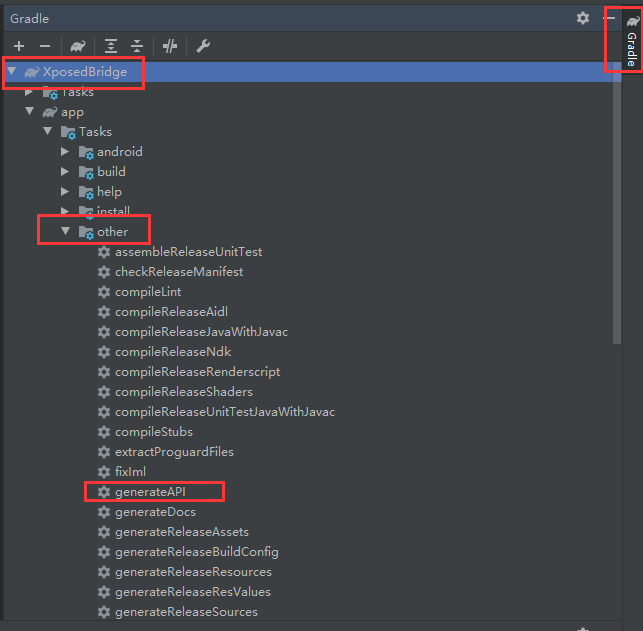 Gradle
Gradle
XposedBridge
Tasks
app
Tasks
android
build
help
install
other
assembleReleaseUnitTest
checkReleaseManifest
compileLint
compileReleaseAidl
compileReleaseJavaWithJavac
compileReleaseNdk
compileReleaseRenderscript
compileReleaseShaders
compileReleaseUnitTestJavaWithJavac
compileStubs
extractProguardFiles
fixIml
generateAPI
generateDocs
generateReleaseAssets
generateReleaseBuildConfig
generateReleaseResources
generateReleaseResValues
generateReleaseSources